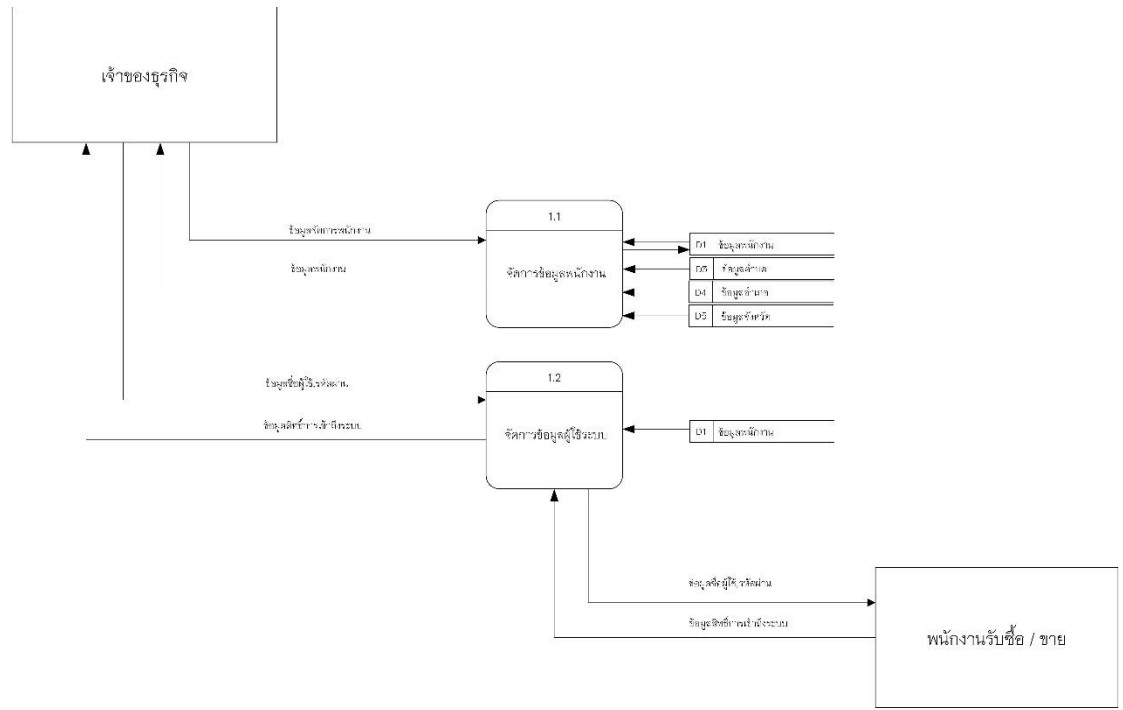 เจ้าของธุรกิจ
1.1
ข้อมูลจัดการพนักงาน
จัดการข้อมูลพนักงาน
ข้อมูลพนักงาน
D1 ข้อมูลพนักงาน
D3 ข้อมูลตำบล
D4 ข้อมูลอำเภอ
D5 ข้อมูลจังหวัด
1.2
ข้อมูลชื่อผู้ใช้,รหัสผ่าน
ข้อมูลสิทธิ์การเข้าถึงระบบ
จัดการข้อมูลผู้ใช้ระบบ
D1 ข้อมูลพนักงาน
ข้อมูลชื่อผู้ใช้,รหัสผ่าน
ข้อมูลสิทธิ์การเข้าถึงระบบ
พนักงานรับซื้อ / ขาย